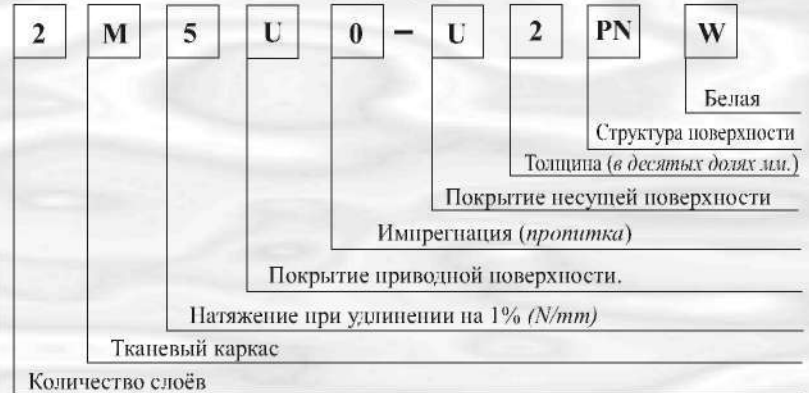 2 M 5 U 0 – U 2 PN W
Белая
Структура поверхности
Толщина (в десятых долях мм.)
Покрытие несущей поверхности
Импрегнация (пропитка)
Покрытие приводной поверхности.
Натяжение при удлинении на 1% (N/mm)
Тканевый каркас
Количество слоёв